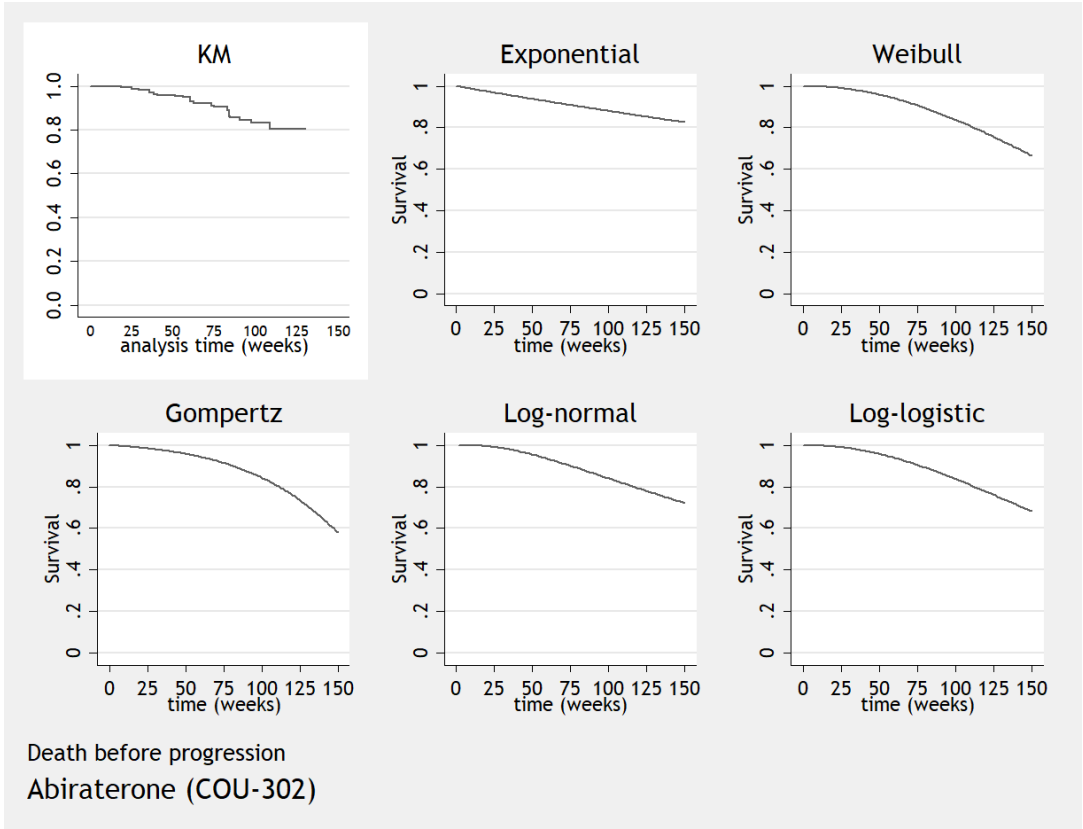 KM
1.0
0.8
0.6
0.4
0.2
0.0
0 25 50 75 100 125 150
analysis time (weeks)
Exponential
Survival
1
.8
.6
.4
.2
0
0 25 50 75 100 125 150
time (weeks)
Weibull
Survival
1
.8
.6
.4
.2
0
0 25 50 75 100 125 150
time (weeks)
Gompertz
Survival
1
.8
.6
.4
.2
0
0 25 50 75 100 125 150
time (weeks)
Log-normal
Survival
1
.8
.6
.4
.2
0
0 25 50 75 100 125 150
time (weeks)
Log-logistic
Survival
1
.8
.6
.4
.2
0
0 25 50 75 100 125 150
time (weeks)
Death before progression
Abiraterone (COU-302)